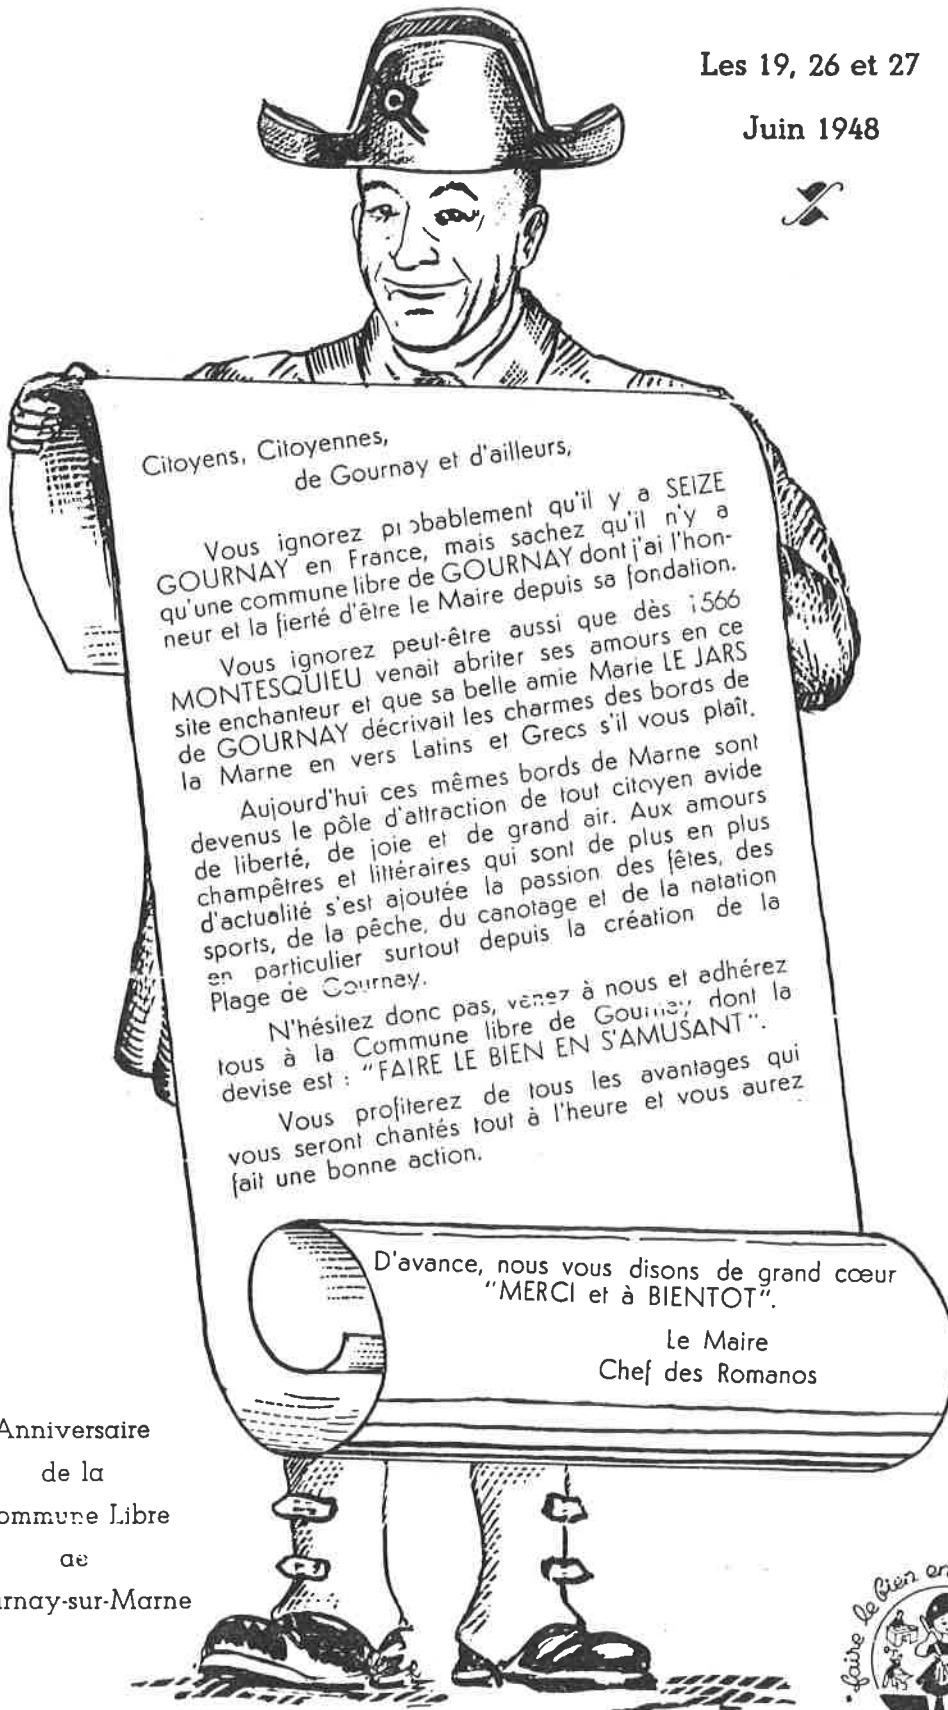 Les 19, 26 et 27
Juin 1948
Citoyens, Citoyennes,
de Gournay et d'ailleurs,
Vous ignorez probablement qu'il y a SEIZE
GOURNAY en France, mais sachez qu'il n'y a
qu'une commune libre de GOURNAY dont j'ai l'hon-
neur et la fierté d'être le Maire depuis sa fondation.
Vous ignorez peut-être aussi que dès 1566
MONTESQUIEU venait abriter ses amours en ce
site enchanteur et que sa belle amie Marie LE JARS
de GOURNAY décrivait les charmes des bords de
la Marne en vers Latins et Grecs s'il vous plaît.
Aujourd'hui ces mêmes bords de Marne sont
devenus le pôle d'attraction de tout citoyen avide
de liberté, de joie et de grand air. Aux amours
champêtres et littéraires qui sont de plus en plus
d'actualité s'est ajoutée la passion des fêtes, des
sports, de la pêche, du canotage et de la natation
en particulier surtout depuis la création de la
Plage de Gournay.
N'hésitez donc pas, venez à nous et adhérez
tous à la Commune libre de Gournay dont la
devise est : "FAIRE LE BIEN EN S'AMUSANT".
Vous profiterez de tous les avantages qui
vous seront chantés tout à l'heure et vous aurez
fait une bonne action.
D'avance, nous vous disons de grand cœur
"MERCI et à BIENTOT".
Le Maire
Chef des Romanos
Anniversaire
de la
ommune Libre
de
urnay-sur-Marne
faire le bien en